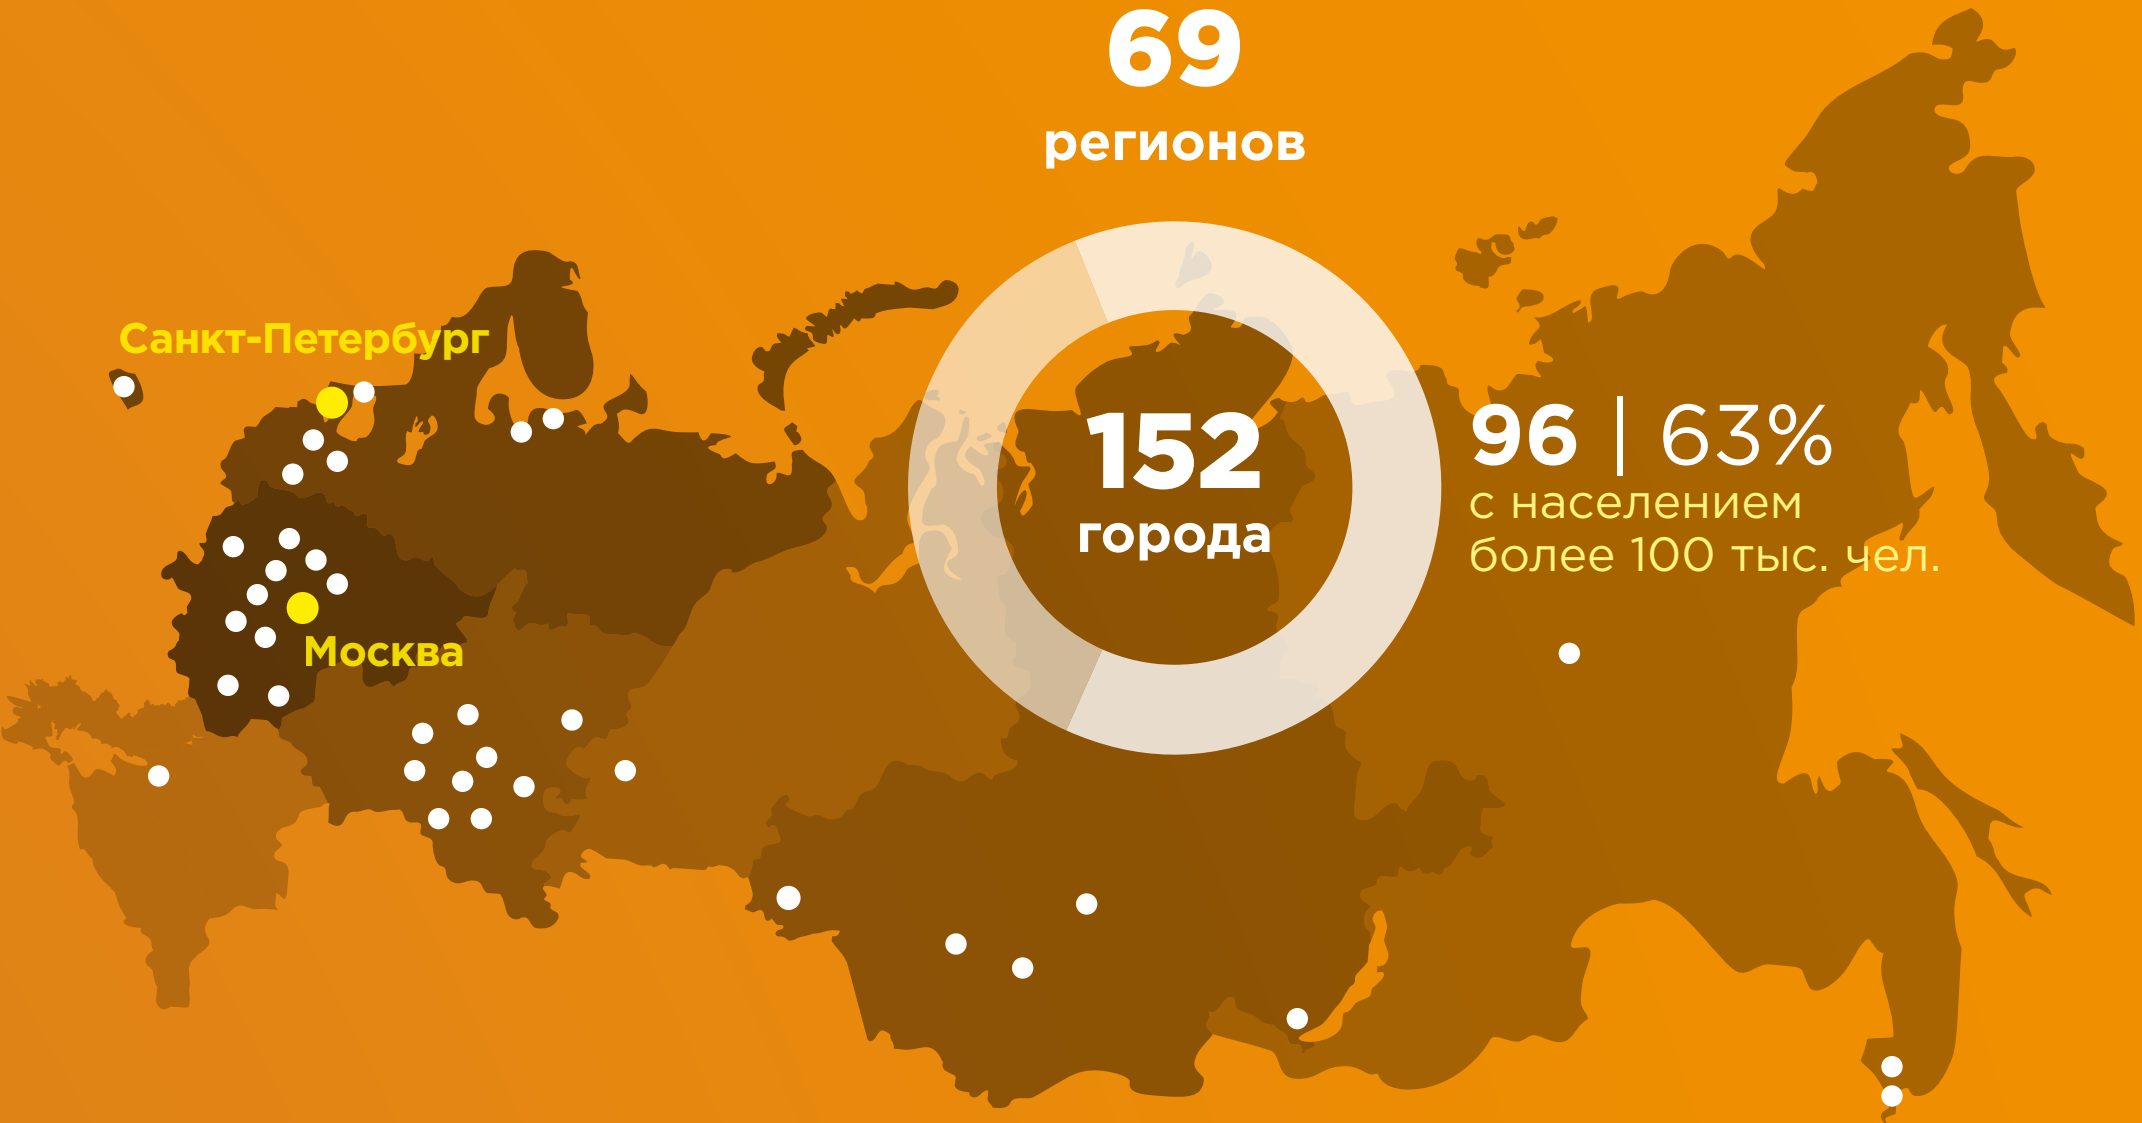 69
регионов
Санкт-Петербург
152
города
96 | 63%
с населением
более 100 тыс. чел.
Москва